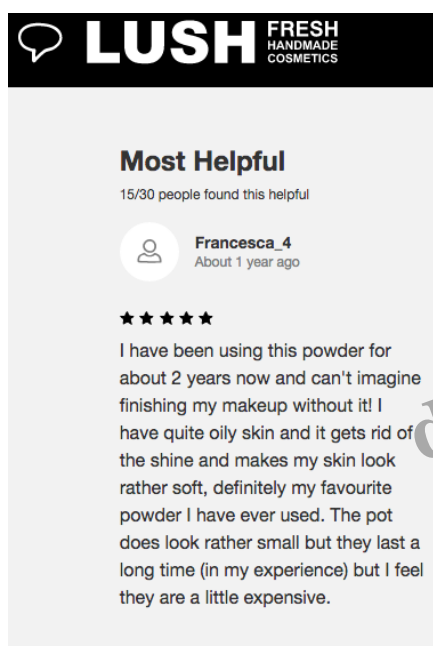 LUSH FRESH
HANDMADE
COSMETICS
Most Helpful
15/30 people found this helpful
Francesca_4
About 1 year ago
I have been using this powder for
about 2 years now and can't imagine
finishing my makeup without it! I
have quite oily skin and it gets rid of
the shine and makes my skin look
rather soft, definitely my favourite
powder I have ever used. The pot
does look rather small but they last a
long time (in my experience) but I feel
they are a little expensive.